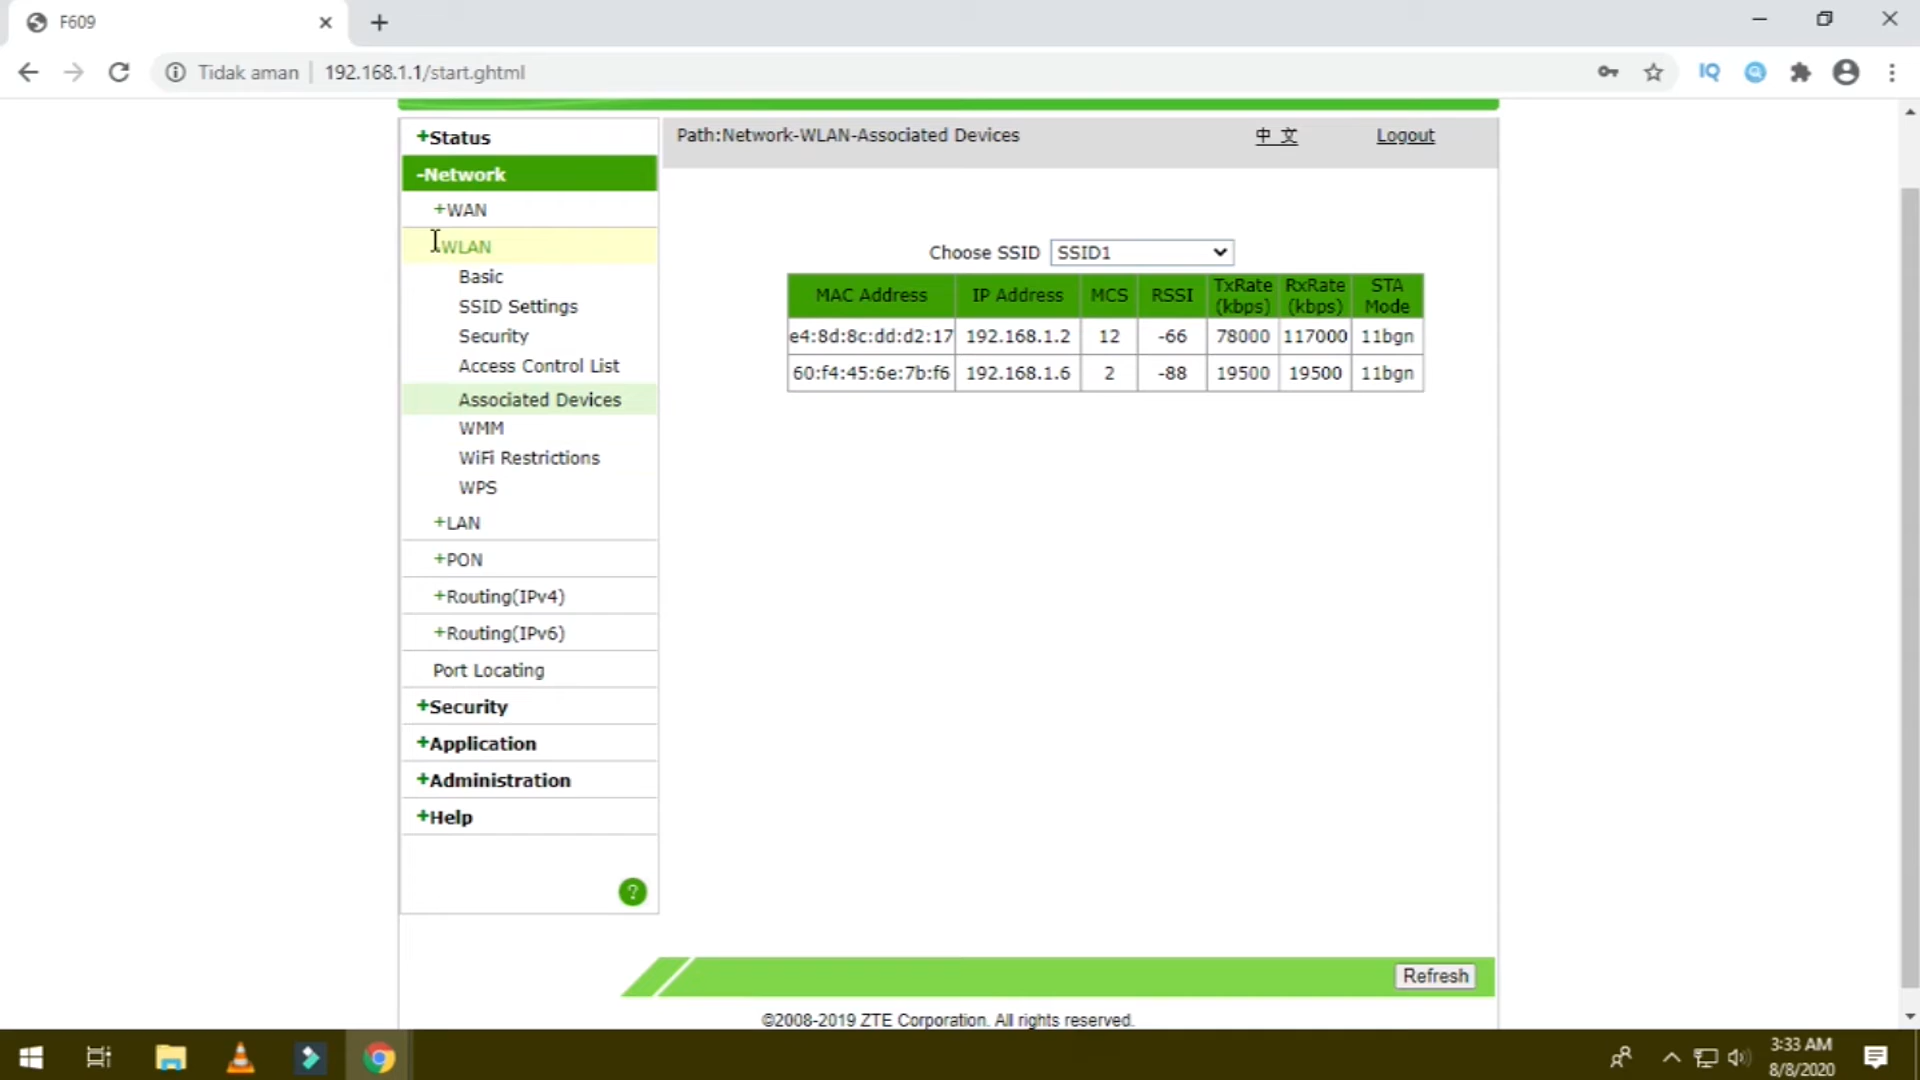 F609
Tidak aman | 192.168.1.1/start.ghtml
IQ
+Status
-Network
+WAN
-WLAN
Basic
SSID Settings
Security
Access Control List
Associated Devices
WMM
WiFi Restrictions
WPS
+LAN
+PON
+Routing(IPv4)
+Routing(IPv6)
Port Locating
+Security
+Application
+Administration
+Help
?
Path:Network-WLAN-Associated Devices 中文 Logout
Choose SSID SSID1
MAC Address IP Address MCS RSSI TxRate (kbps) RxRate (kbps) STA Mode
e4:8d:8c:dd:d2:17 192.168.1.2 12 -66 78000 117000 11bgn
60:f4:45:6e:7b:f6 192.168.1.6 2 -88 19500 19500 11bgn
Refresh
©2008-2019 ZTE Corporation. All rights reserved.
3:33 AM
8/8/2020